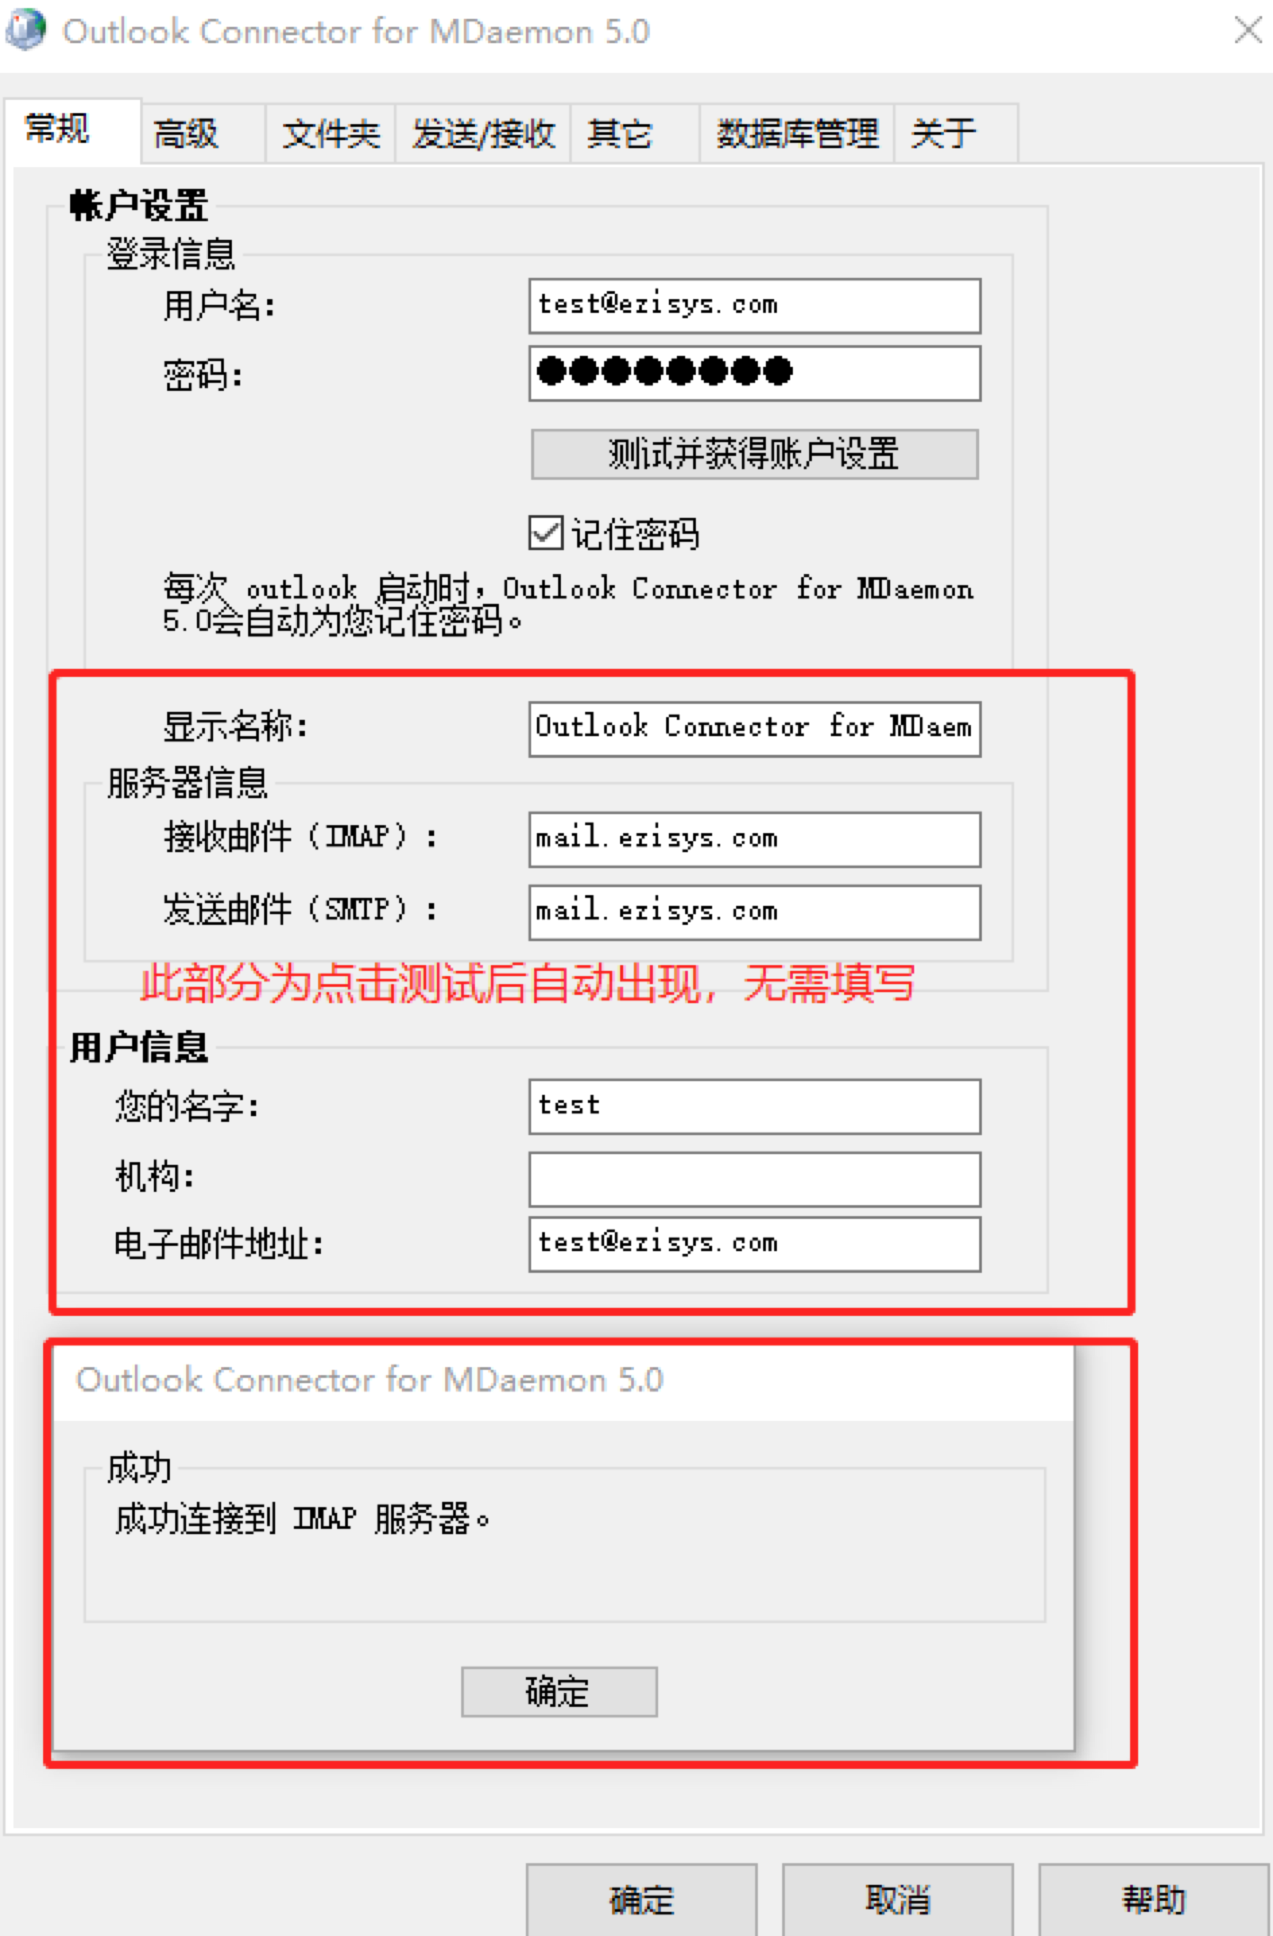 Outlook Connector for MDaemon 5.0
常规 高级 文件夹 发送/接收 其它 数据库管理 关于
帐户设置
登录信息
用户名: test@ezisys.com
密码: ●●●●●●●●
测试并获得账户设置
记住密码
每次 outlook 启动时，Outlook Connector for MDaemon
5.0会自动为您记住密码。
显示名称: Outlook Connector for MDaem
服务器信息
接收邮件（IMAP）: mail.ezisys.com
发送邮件（SMTP）: mail.ezisys.com
此部分为点击测试后自动出现，无需填写
用户信息
您的名字: test
机构:
电子邮件地址: test@ezisys.com
Outlook Connector for MDaemon 5.0
成功
成功连接到 IMAP 服务器。
确定
确定 取消 帮助